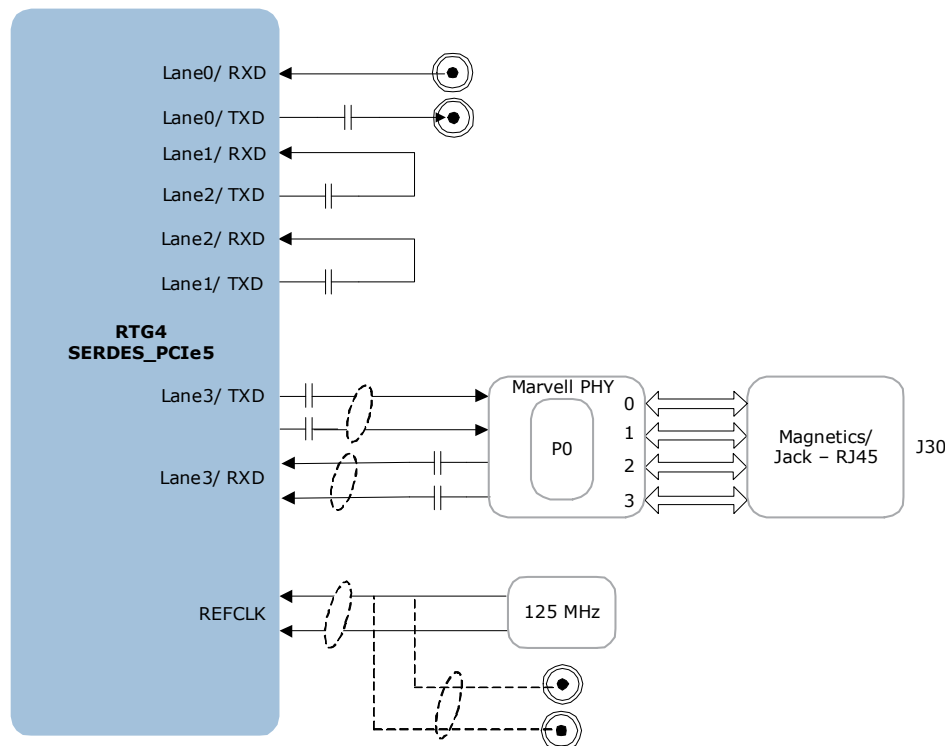 Lane0/ RXD
Lane0/ TXD
Lane1/ RXD
Lane2/ TXD
Lane2/ RXD
Lane1/ TXD
RTG4
SERDES_PCIe5
Lane3/ TXD
Lane3/ RXD
REFCLK
Marvell PHY
P0
0
1
2
3
Magnetics/
Jack – RJ45
J30
125 MHz